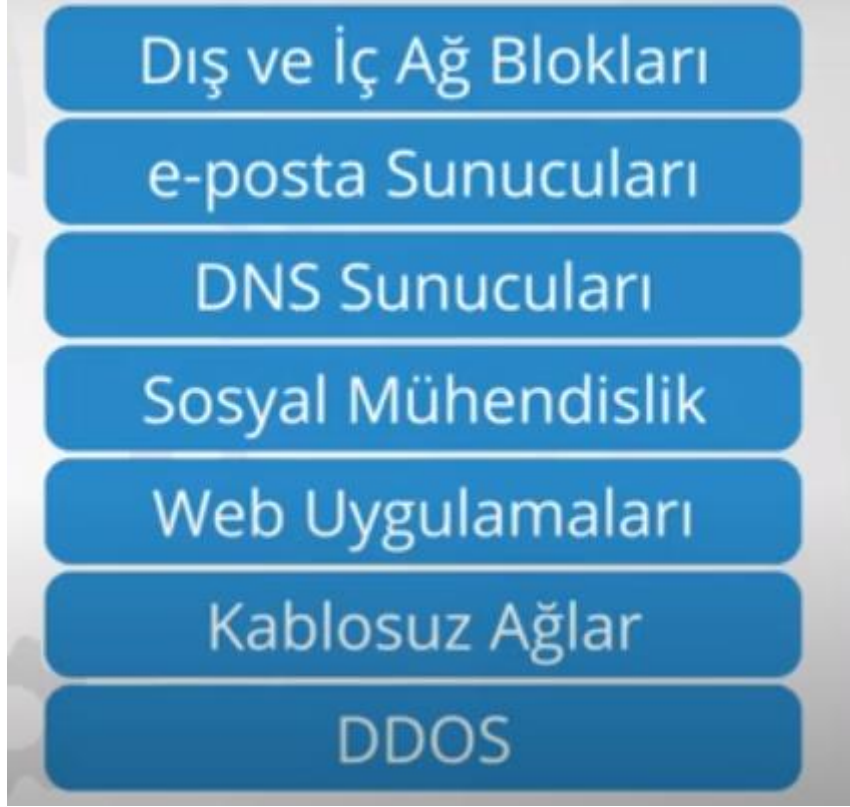 Dış ve İç Ağ Blokları
e-posta Sunucuları
DNS Sunucuları
Sosyal Mühendislik
Web Uygulamaları
Kablosuz Ağlar
DDOS